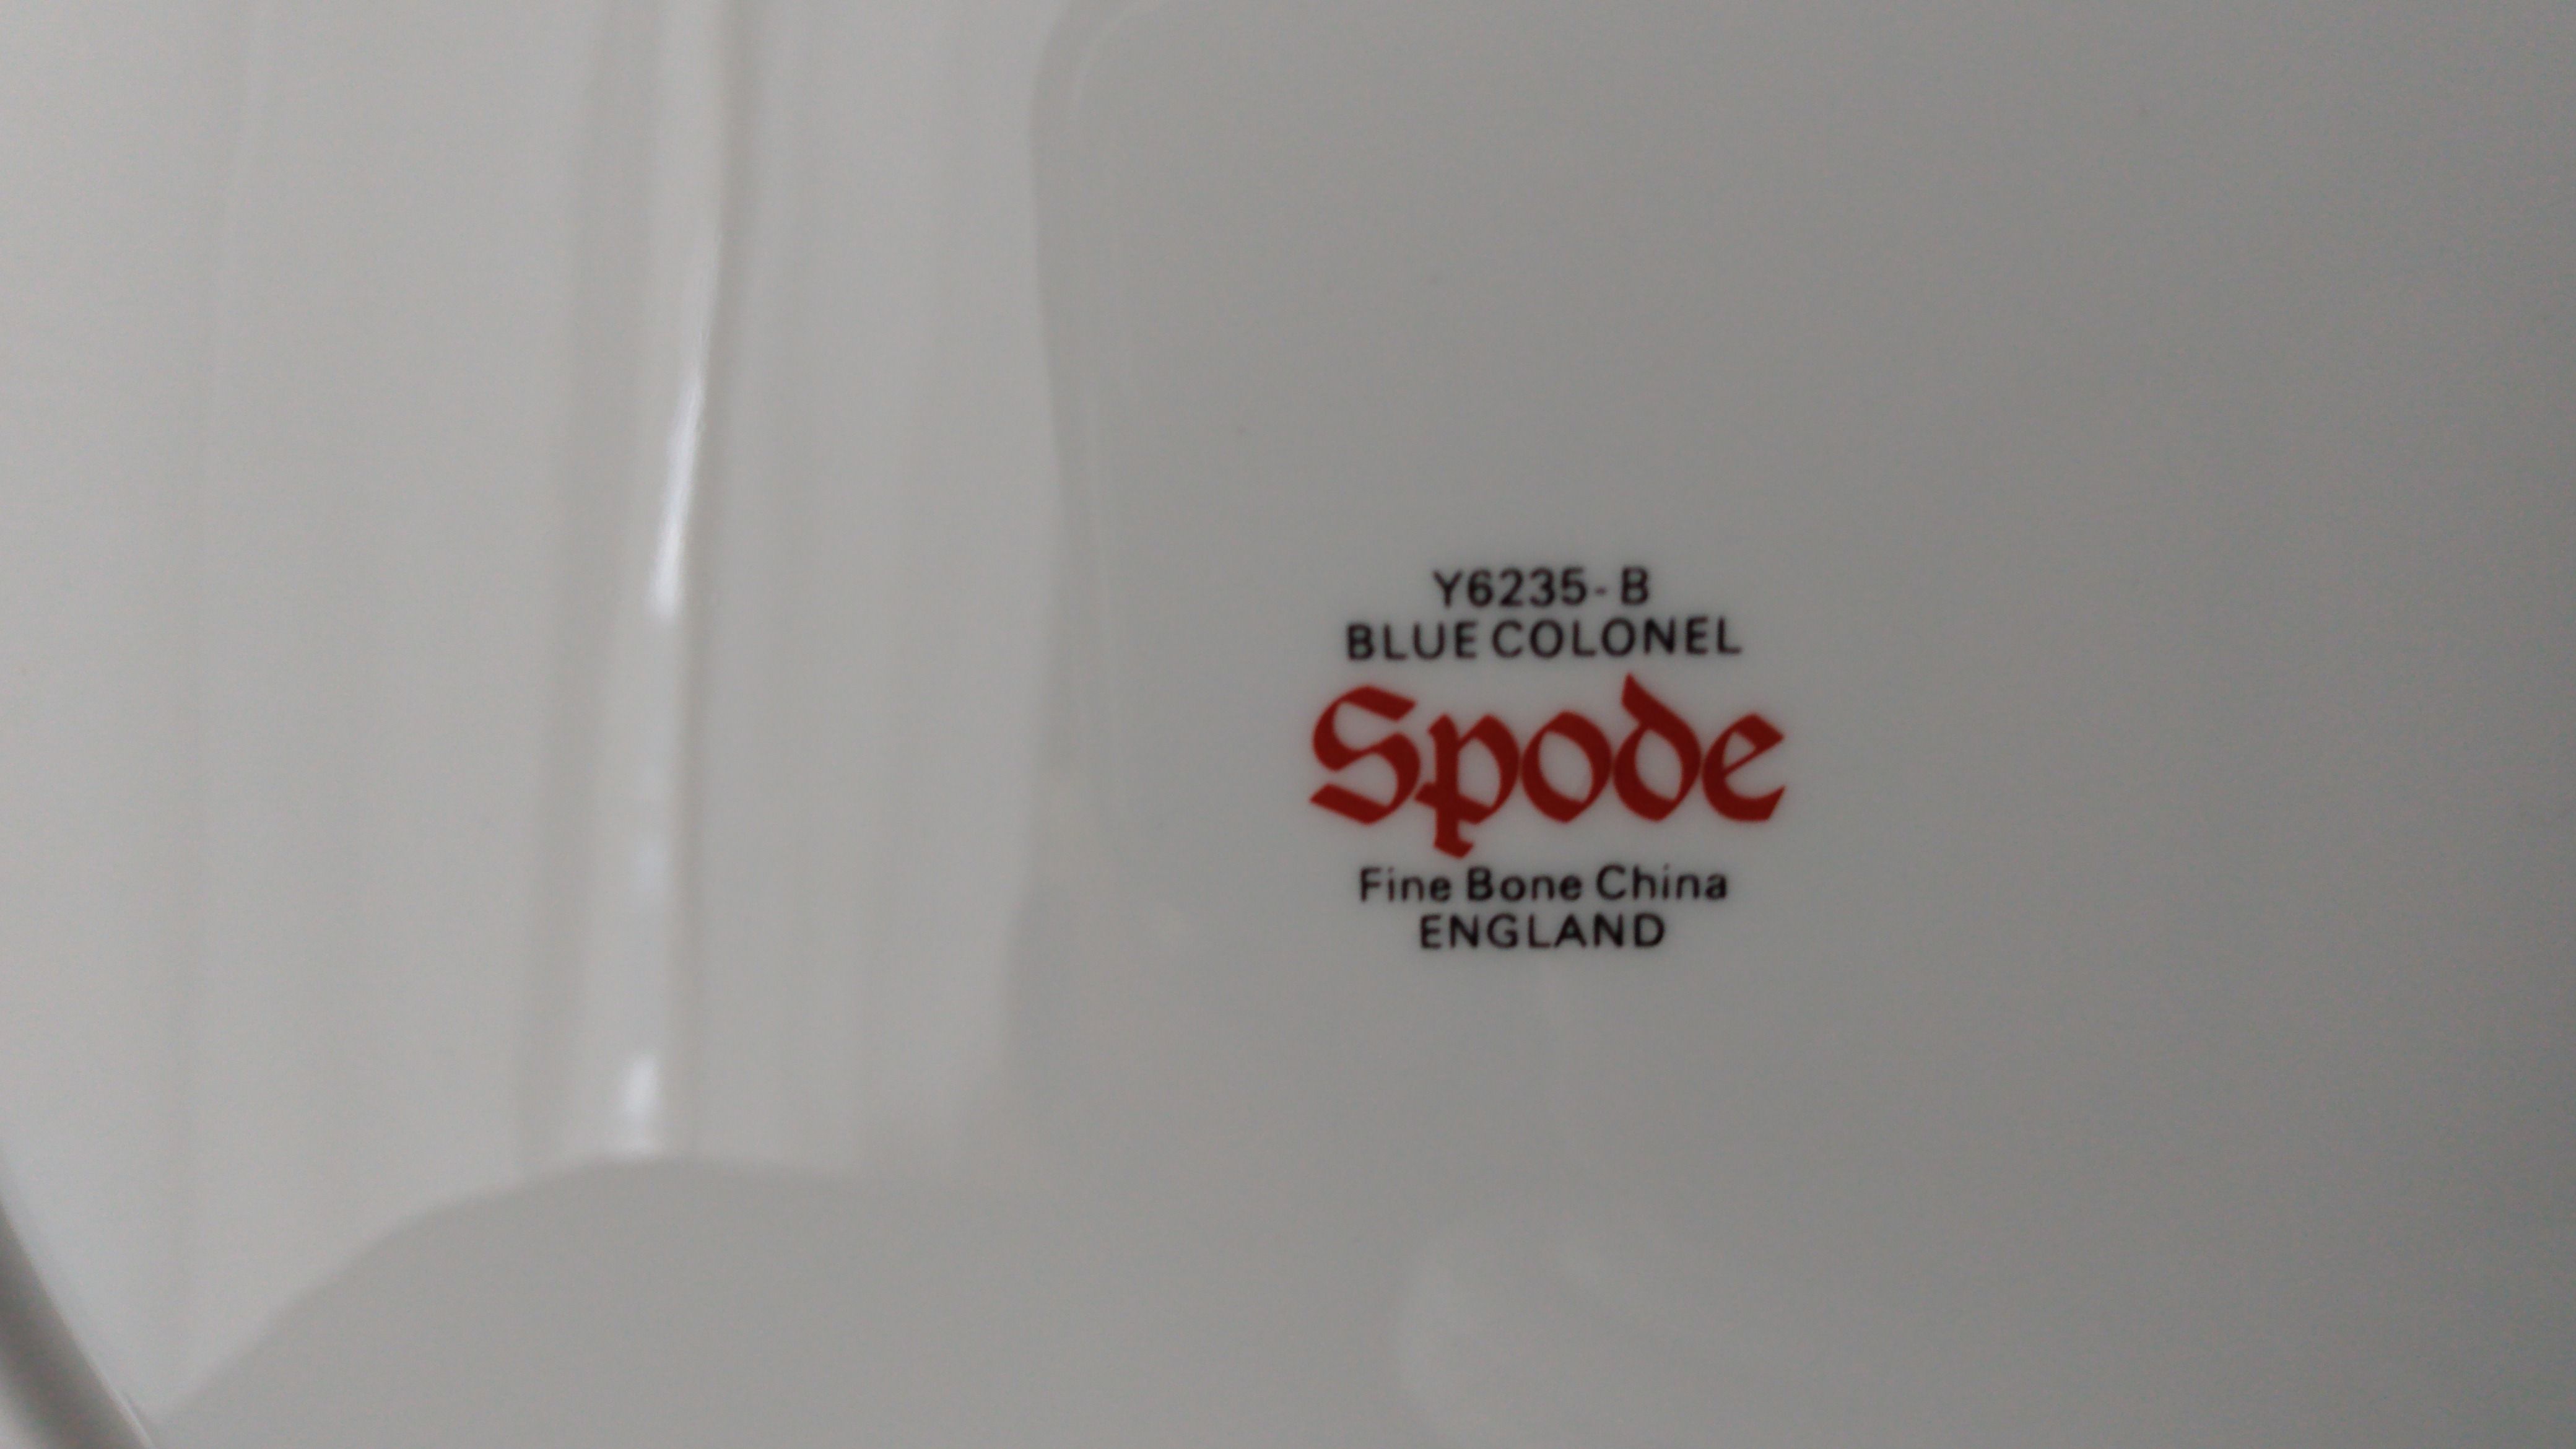 Y6235-B
BLUE COLONEL
Spode
Fine Bone China
ENGLAND